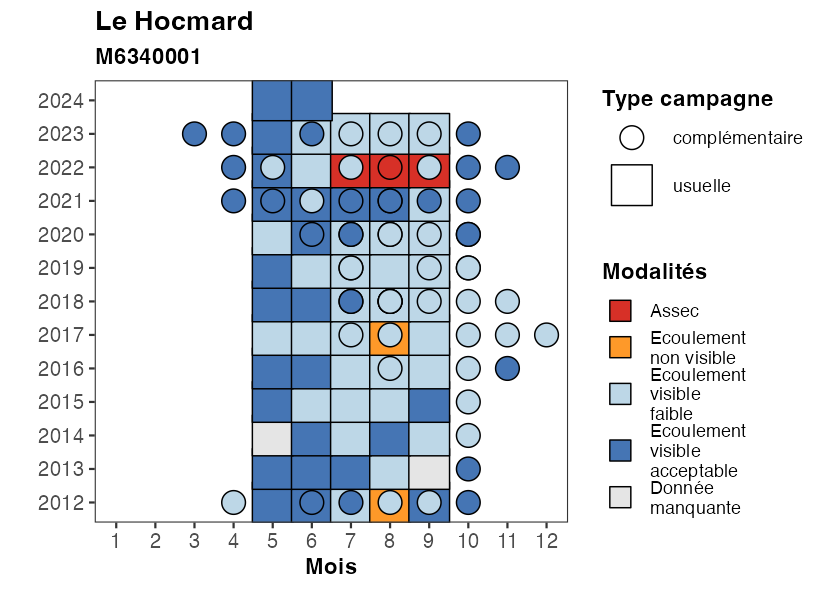 Le Hocmard
M6340001
2024
2023
2022
2021
2020
2019
2018
2017
2016
2015
2014
2013
2012
1 2 3 4 5 6 7 8 9 10 11 12
Mois
Type campagne
complémentaire
usuelle
Modalités
Assec
Ecoulement
non visible
Ecoulement
visible
faible
Ecoulement
visible
acceptable
Donnée
manquante